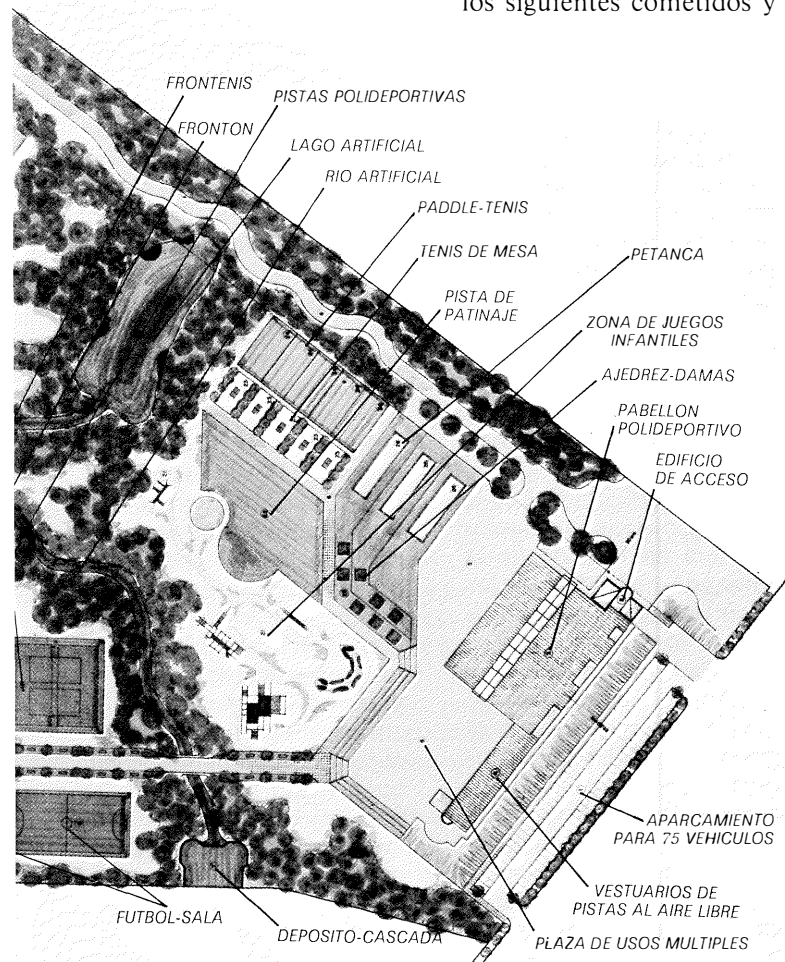 los siguientes cometidos y
FRONTENIS
PISTAS POLIDEPORTIVAS
FRONTON
LAGO ARTIFICIAL
RIO ARTIFICIAL
PADDLE-TENIS
TENIS DE MESA
PETANCA
PISTA DE
PATINAJE
ZONA DE JUEGOS
INFANTILES
AJEDREZ-DAMAS
PABELLON
POLIDEPORTIVO
EDIFICIO
DE ACCESO
APARCAMIENTO
PARA 75 VEHICULOS
VESTUARIOS DE
PISTAS AL AIRE LIBRE
FUTBOL-SALA
DEPOSITO-CASCADA
PLAZA DE USOS MULTIPLES